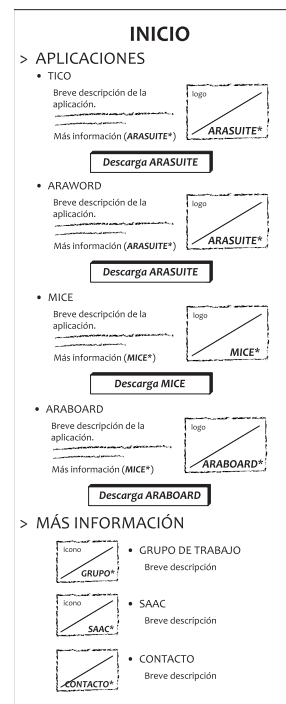 INICIO
> APLICACIONES
• TICO
Breve descripción de la
aplicación.
Más información (ARASUITE*)
logo
ARASUITE*
Descarga ARASUITE
• ARAWORD
Breve descripción de la
aplicación.
Más información (ARASUITE*)
logo
ARASUITE*
Descarga ARASUITE
• MICE
Breve descripción de la
aplicación.
Más información (MICE*)
logo
MICE*
Descarga MICE
• ARABOARD
Breve descripción de la
aplicación.
Más información (MICE*)
logo
ARABOARD*
Descarga ARABOARD
> MÁS INFORMACIÓN
icono
GRUPO*
• GRUPO DE TRABAJO
Breve descripción
icono
SAAC*
• SAAC
Breve descripción
CONTACTO*
• CONTACTO
Breve descripción